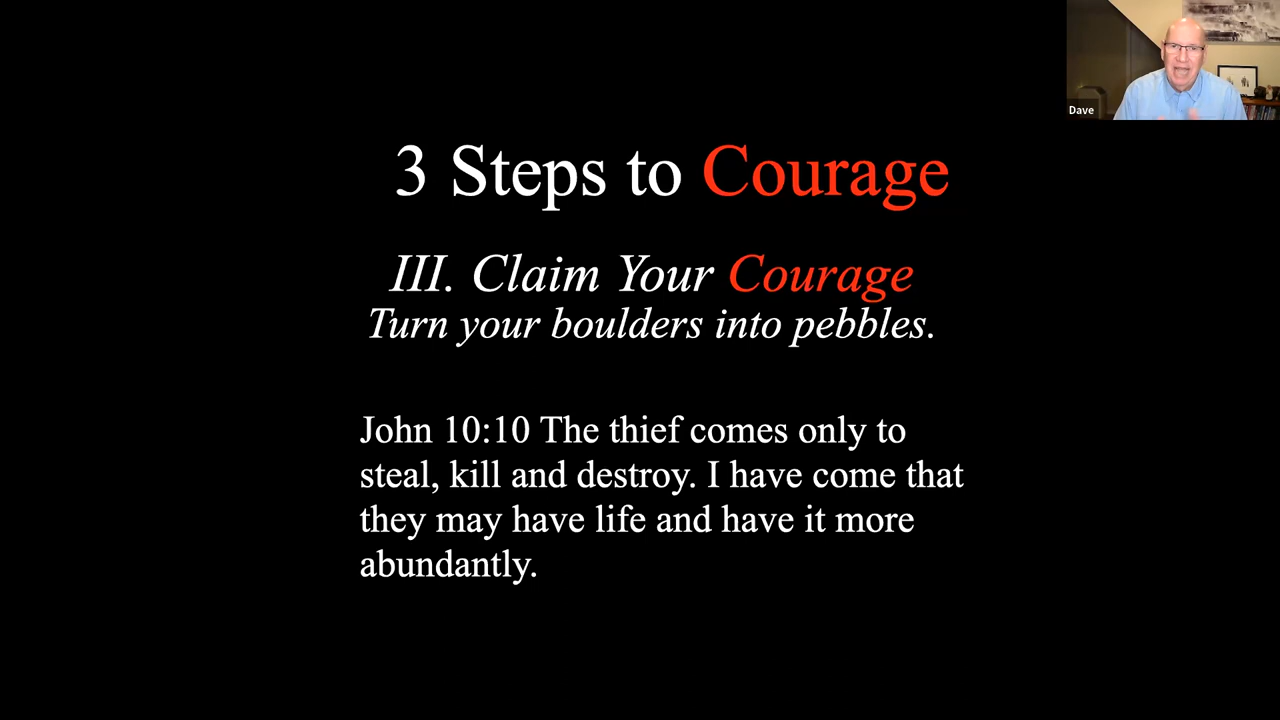 Dave
3 Steps to Courage
III. Claim Your Courage
Turn your boulders into pebbles.
John 10:10 The thief comes only to
steal, kill and destroy. I have come that
they may have life and have it more
abundantly.